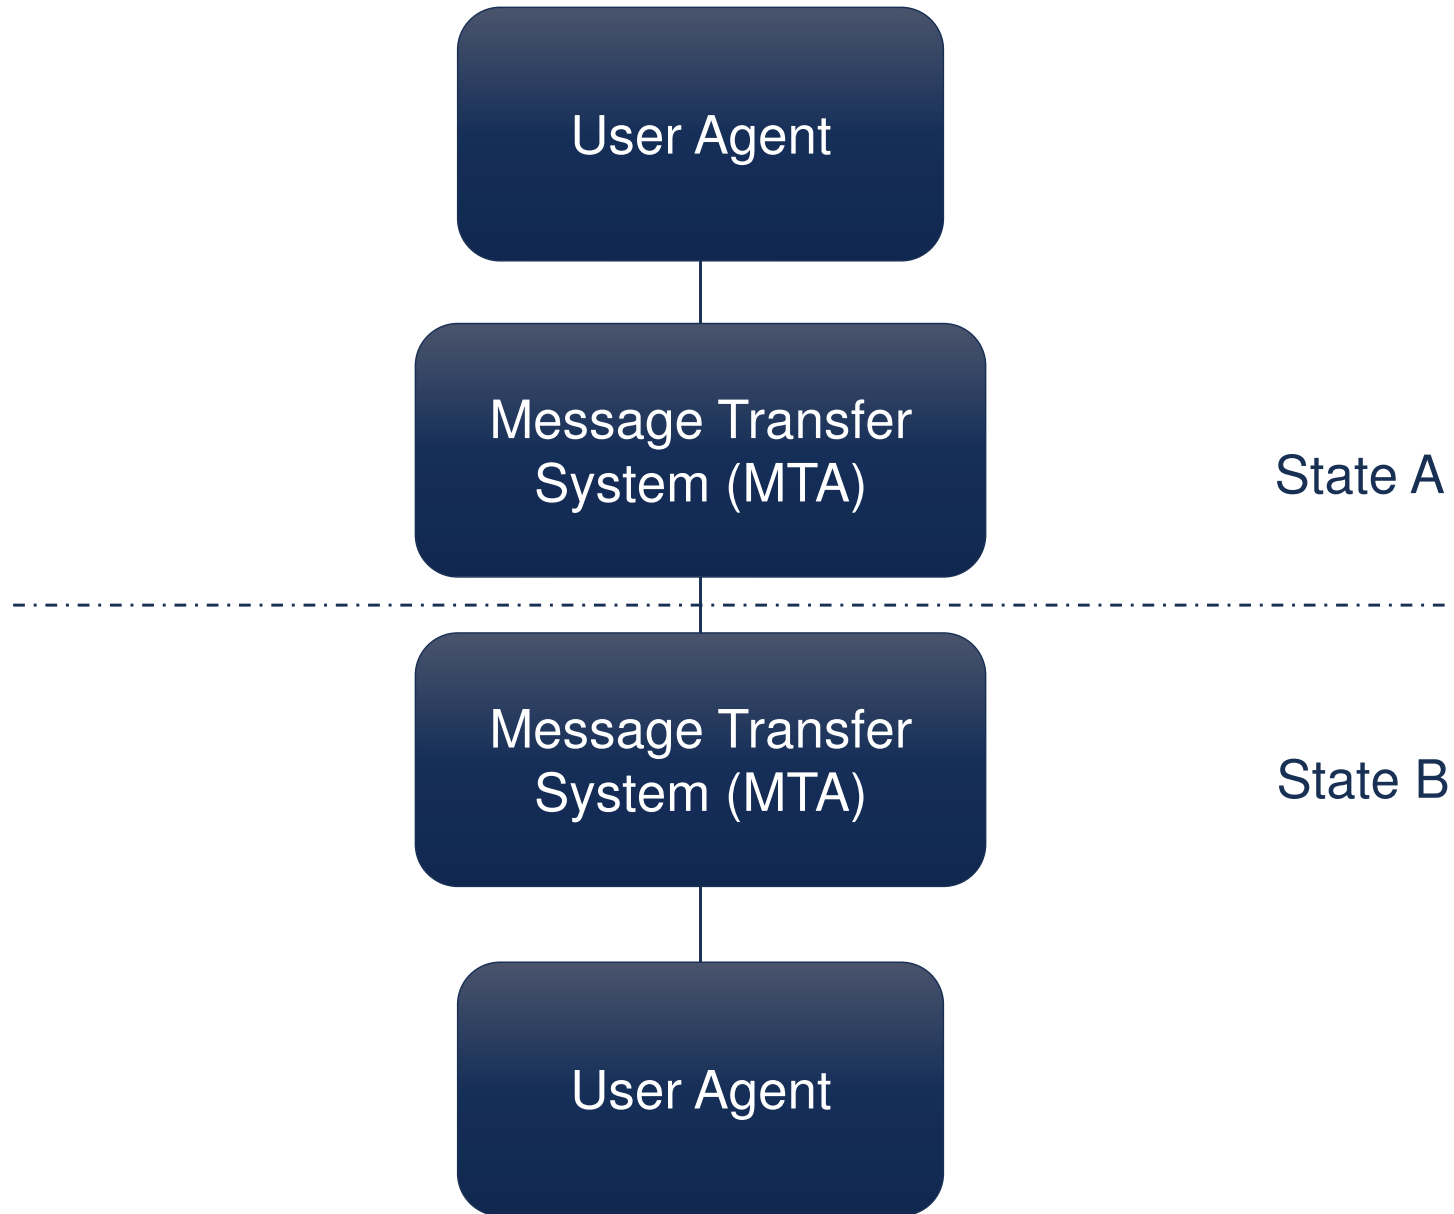 User Agent
Message Transfer
System (MTA)
State A
Message Transfer
System (MTA)
State B
User Agent